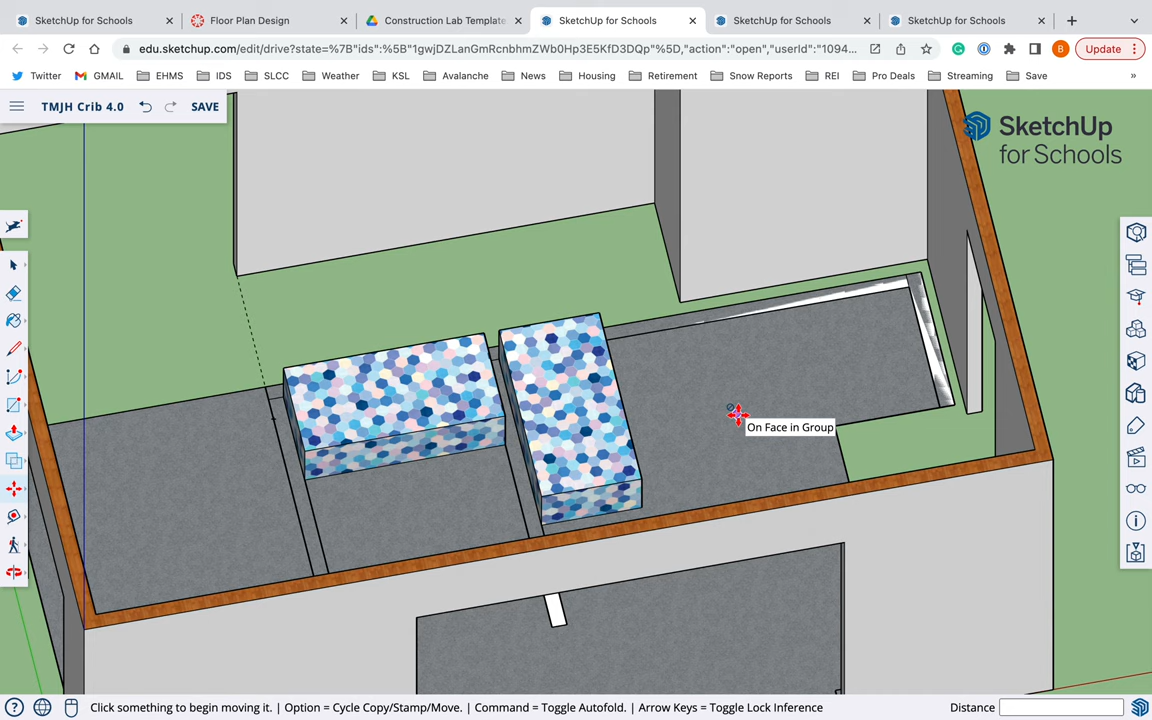 SketchUp for Schools
Floor Plan Design
Construction Lab Template
SketchUp for Schools
SketchUp for Schools
SketchUp for Schools
edu.sketchup.com/edit/drive?state=%7B"ids"%3A%5B"1gwjDZLanGmRcnbhmZWb0Hp3E5KfD3DQp"%5D,"action":"open","userId":"1094...
B
Update
Twitter
GMAIL
EHMS
IDS
SLCC
Weather
KSL
Avalanche
News
Housing
Retirement
Snow Reports
REI
Pro Deals
Streaming
Save
»
TMJH Crib 4.0
SAVE
SketchUp
for Schools
On Face in Group
Click something to begin moving it. | Option = Cycle Copy/Stamp/Move. | Command = Toggle Autofold. | Arrow Keys = Toggle Lock Inference
Distance